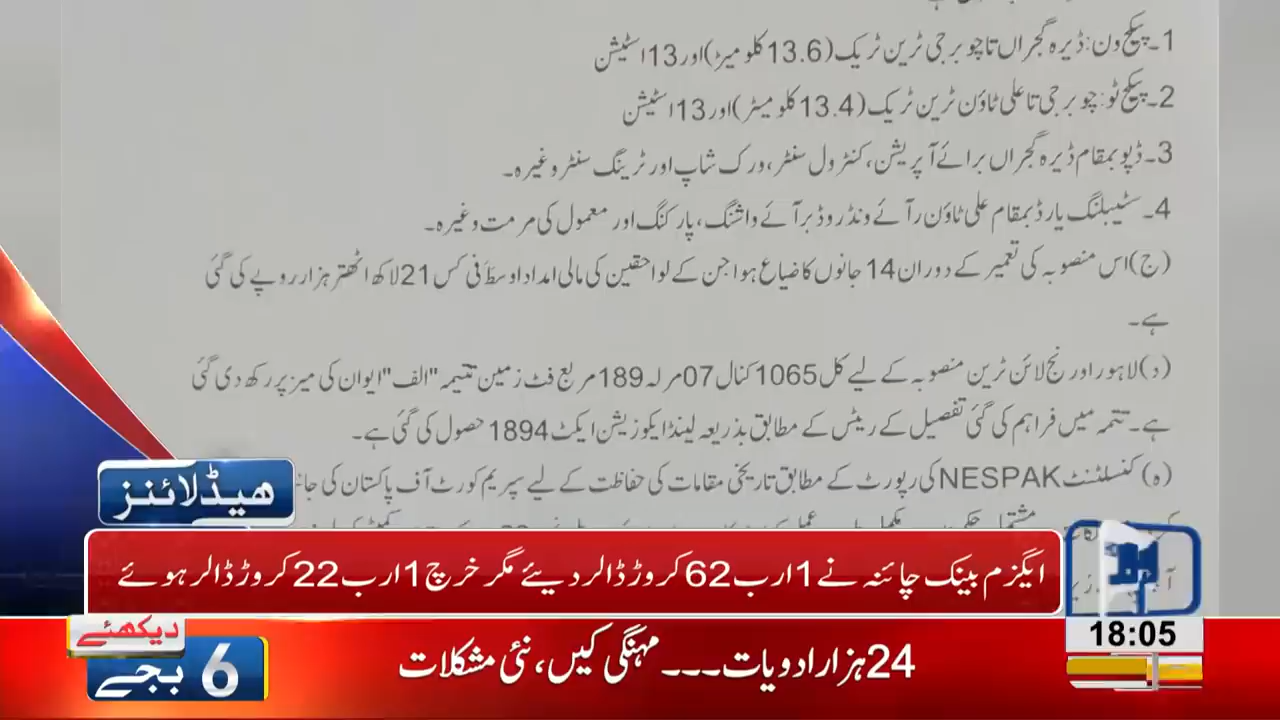 1۔ پیکج ون: ڈیرہ گجراں تا چوبرجی ٹرین ٹریک (13.6 کلومیٹر) اور 13 اسٹیشن
2۔ پیکج ٹو: چوبرجی تا علی ٹاؤن ٹرین ٹریک (13.4 کلومیٹر) اور 13 اسٹیشن
3۔ ڈپو بمقام ڈیرہ گجراں برائے آپریشن، کنٹرول سنٹر، ورک شاپ اور ٹریننگ سنٹر وغیرہ۔
4۔ سٹیبلنگ یارڈ بمقام علی ٹاؤن رائے ونڈ روڈ برآئے واشنگ، پارکنگ اور معمول کی مرمت وغیرہ۔
(ج) اس منصوبہ کی تعمیر کے دوران 14 جانوں کا ضیاع ہوا جن کے لواحقین کی مالی امداد اوسطً فی کس 21 لاکھ اٹھتر ہزار روپے کی گئی
ہے۔
(د) لاہور اورنج لائن ٹرین منصوبہ کے لیے کل 1065 کنال 07 مرلہ 189 مربع فٹ زمین تتیمہ "الف" ایوان کی میز پر رکھ دی گئی
ہے۔ تتمہ میں فراہم کی گئی تفصیل کے ریٹس کے مطابق بذریعہ لینڈ ایکوزیشن ایکٹ 1894 حصول کی گئی ہے۔
(ہ) کنسلٹنٹ NESPAK کی رپورٹ کے مطابق تاریخی مقامات کی حفاظت کے لیے سپریم کورٹ آف پاکستان کی
ھیڈلائنز
ایگزم بینک چائنہ نے 1 ارب 62 کروڑ ڈالر دیئے مگر خرچ 1 ارب 22 کروڑ ڈالر ہوئے
18:05
دیکھئے
6 بجے
24 ہزار ادویات۔۔۔ مہنگی کیں، نئی مشکلات